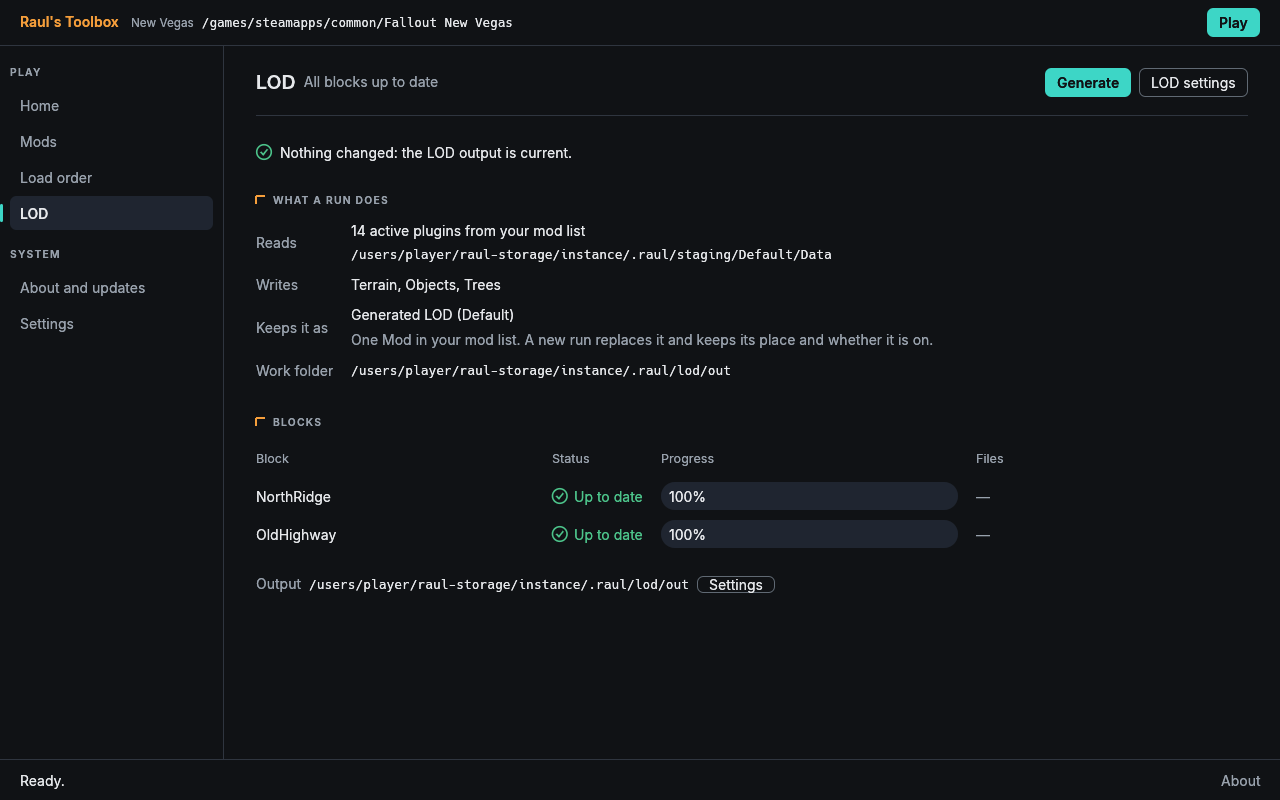 Raul's Toolbox New Vegas /games/steamapps/common/Fallout New Vegas Play
PLAY
Home
Mods
Load order
LOD
SYSTEM
About and updates
Settings
LOD All blocks up to date Generate LOD settings
Nothing changed: the LOD output is current.
WHAT A RUN DOES
Reads 14 active plugins from your mod list
/users/player/raul-storage/instance/.raul/staging/Default/Data
Writes Terrain, Objects, Trees
Keeps it as Generated LOD (Default)
One Mod in your mod list. A new run replaces it and keeps its place and whether it is on.
Work folder /users/player/raul-storage/instance/.raul/lod/out
BLOCKS
Block Status Progress Files
NorthRidge Up to date 100% —
OldHighway Up to date 100% —
Output /users/player/raul-storage/instance/.raul/lod/out Settings
Ready. About